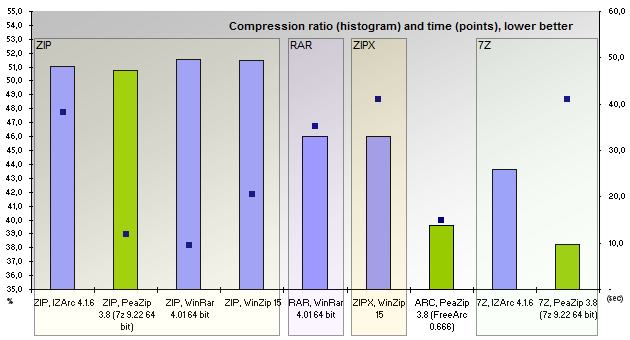 Compression ratio (histogram) and time (points), lower better
55,0
54,0
53,0
52,0
51,0
50,0
49,0
48,0
47,0
46,0
45,0
44,0
43,0
42,0
41,0
40,0
39,0
38,0
37,0
36,0
35,0
%
60,0
50,0
40,0
30,0
20,0
10,0
-
(sec)
ZIP
RAR
ZIPX
7Z
ZIP, IZArc 4.1.6
ZIP, PeaZip
3.8 (7z 9.22 64
bit)
ZIP, WinRar
4.01 64 bit
ZIP, WinZip 15
RAR, WinRar
4.01 64 bit
ZIPX, WinZip
15
ARC, PeaZip
3.8 (FreeArc
0.666)
7Z, IZArc 4.1.6
7Z, PeaZip 3.8
(7z 9.22 64 bit)